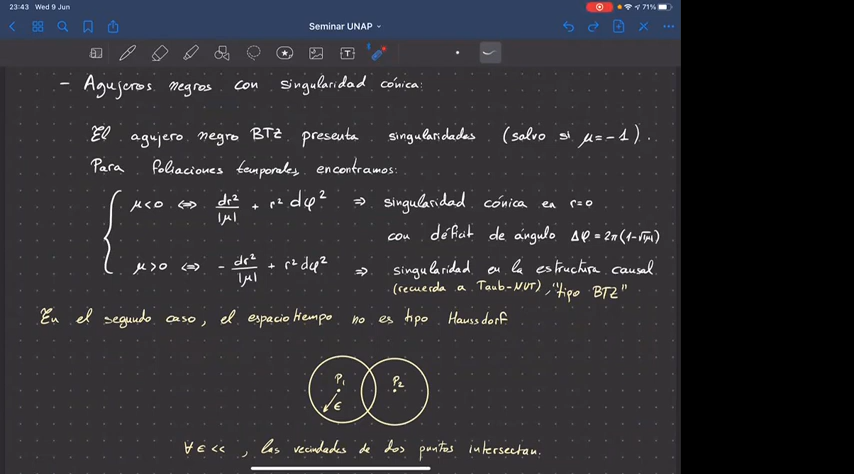 23:43 Wed 9 Jun
71%
Seminar UNAP
- Agujeros negros con singularidad cónica:
El agujero negro BTZ presenta singularidades (salvo si μ=-1).
Para foliaciones temporales, encontramos:
μ<0 ⇔ dr²/|μ| + r² dφ² ⇒ singularidad cónica en r=0
con déficit de ángulo Δφ = 2π(1-√|μ|)
μ>0 ⇔ - dr²/|μ| + r² dφ² ⇒ singularidad en la estructura causal
(recuerda a Taub-NUT), "tipo BTZ"
En el segundo caso, el espaciotiempo no es tipo Haussdorf
P₁ P₂
ε
∀ ε <<, las vecindades de dos puntos intersectan.